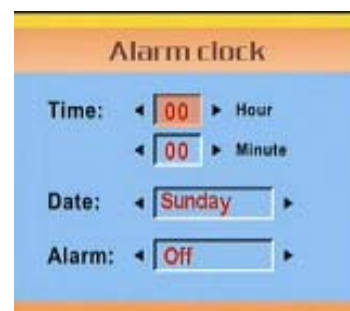 Alarm clock
Time: 00 Hour
00 Minute
Date: Sunday
Alarm: Off